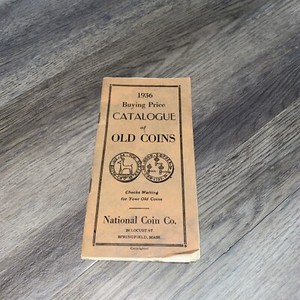 1936
Buying Price
CATALOGUE
of
OLD COINS
Checks Waiting
for Your Old Coins
National Coin Co.
SPRINGFIELD, MASS.